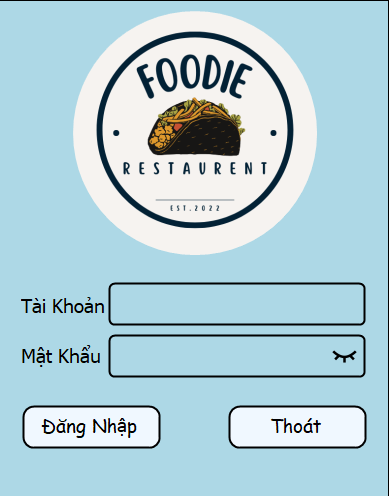 FOODIE
RESTAURENT
EST.2022
Tài Khoản
Mật Khẩu
Đăng Nhập
Thoát